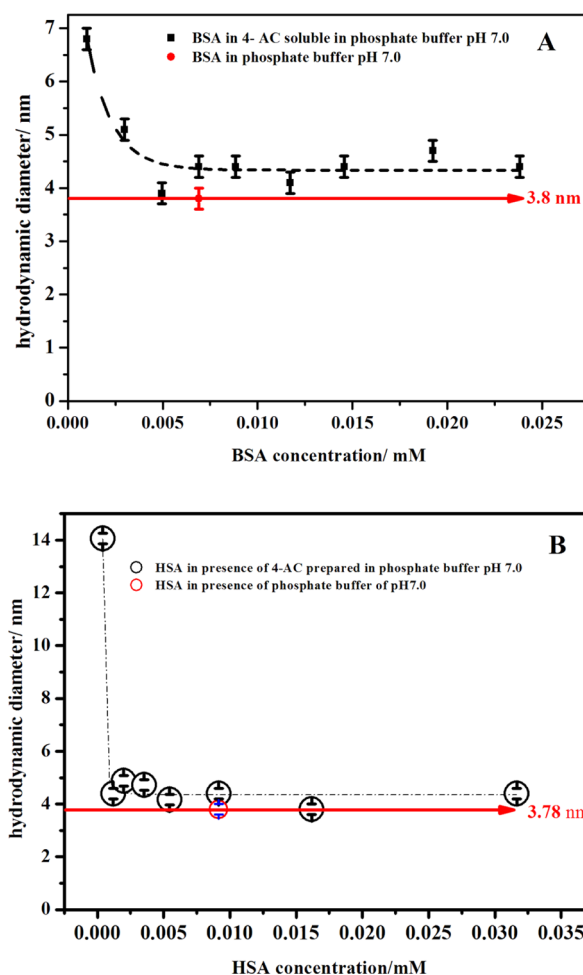 A
BSA in 4- AC soluble in phosphate buffer pH 7.0
BSA in phosphate buffer pH 7.0
7
6
5
4
3
2
1
0
3.8 nm
hydrodynamic diameter/ nm
0.000 0.005 0.010 0.015 0.020 0.025
BSA concentration/ mM
B
HSA in presence of 4-AC prepared in phosphate buffer pH 7.0
HSA in presence of phosphate buffer of pH7.0
14
12
10
8
6
4
2
0
3.78 nm
hydrodynamic diameter/ nm
0.000 0.005 0.010 0.015 0.020 0.025 0.030 0.035
HSA concentration/mM